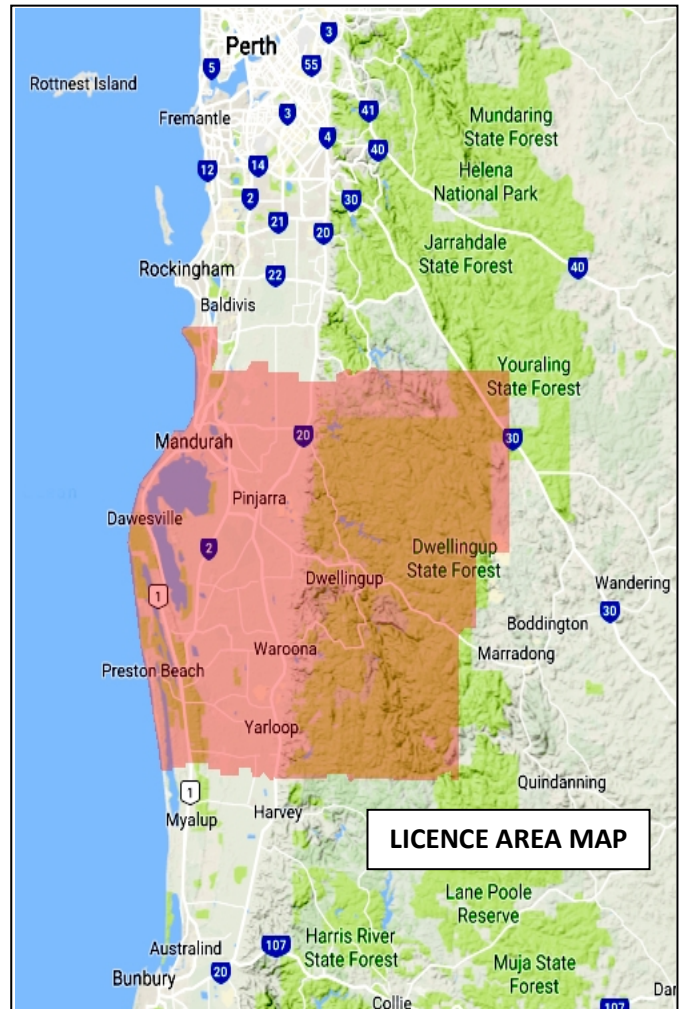 Perth
3
5
55
Rottnest Island
3
41
Fremantle
4
Mundaring
State Forest
40
12
14
Helena
National Park
2
30
21
20
Jarrahdale
State Forest
Rockingham
22
40
Baldivis
Youraling
State Forest
Mandurah
20
30
Pinjarra
Dawesville
2
Dwellingup
State Forest
Dwellingup
Wandering
1
30
Boddington
Waroona
Marradong
Preston Beach
Yarloop
Quindanning
1
Myalup
Harvey
LICENCE AREA MAP
Lane Poole
Reserve
Australind
107
Harris River
State Forest
Bunbury
20
Muja State
Forest
Collie
Dar
107